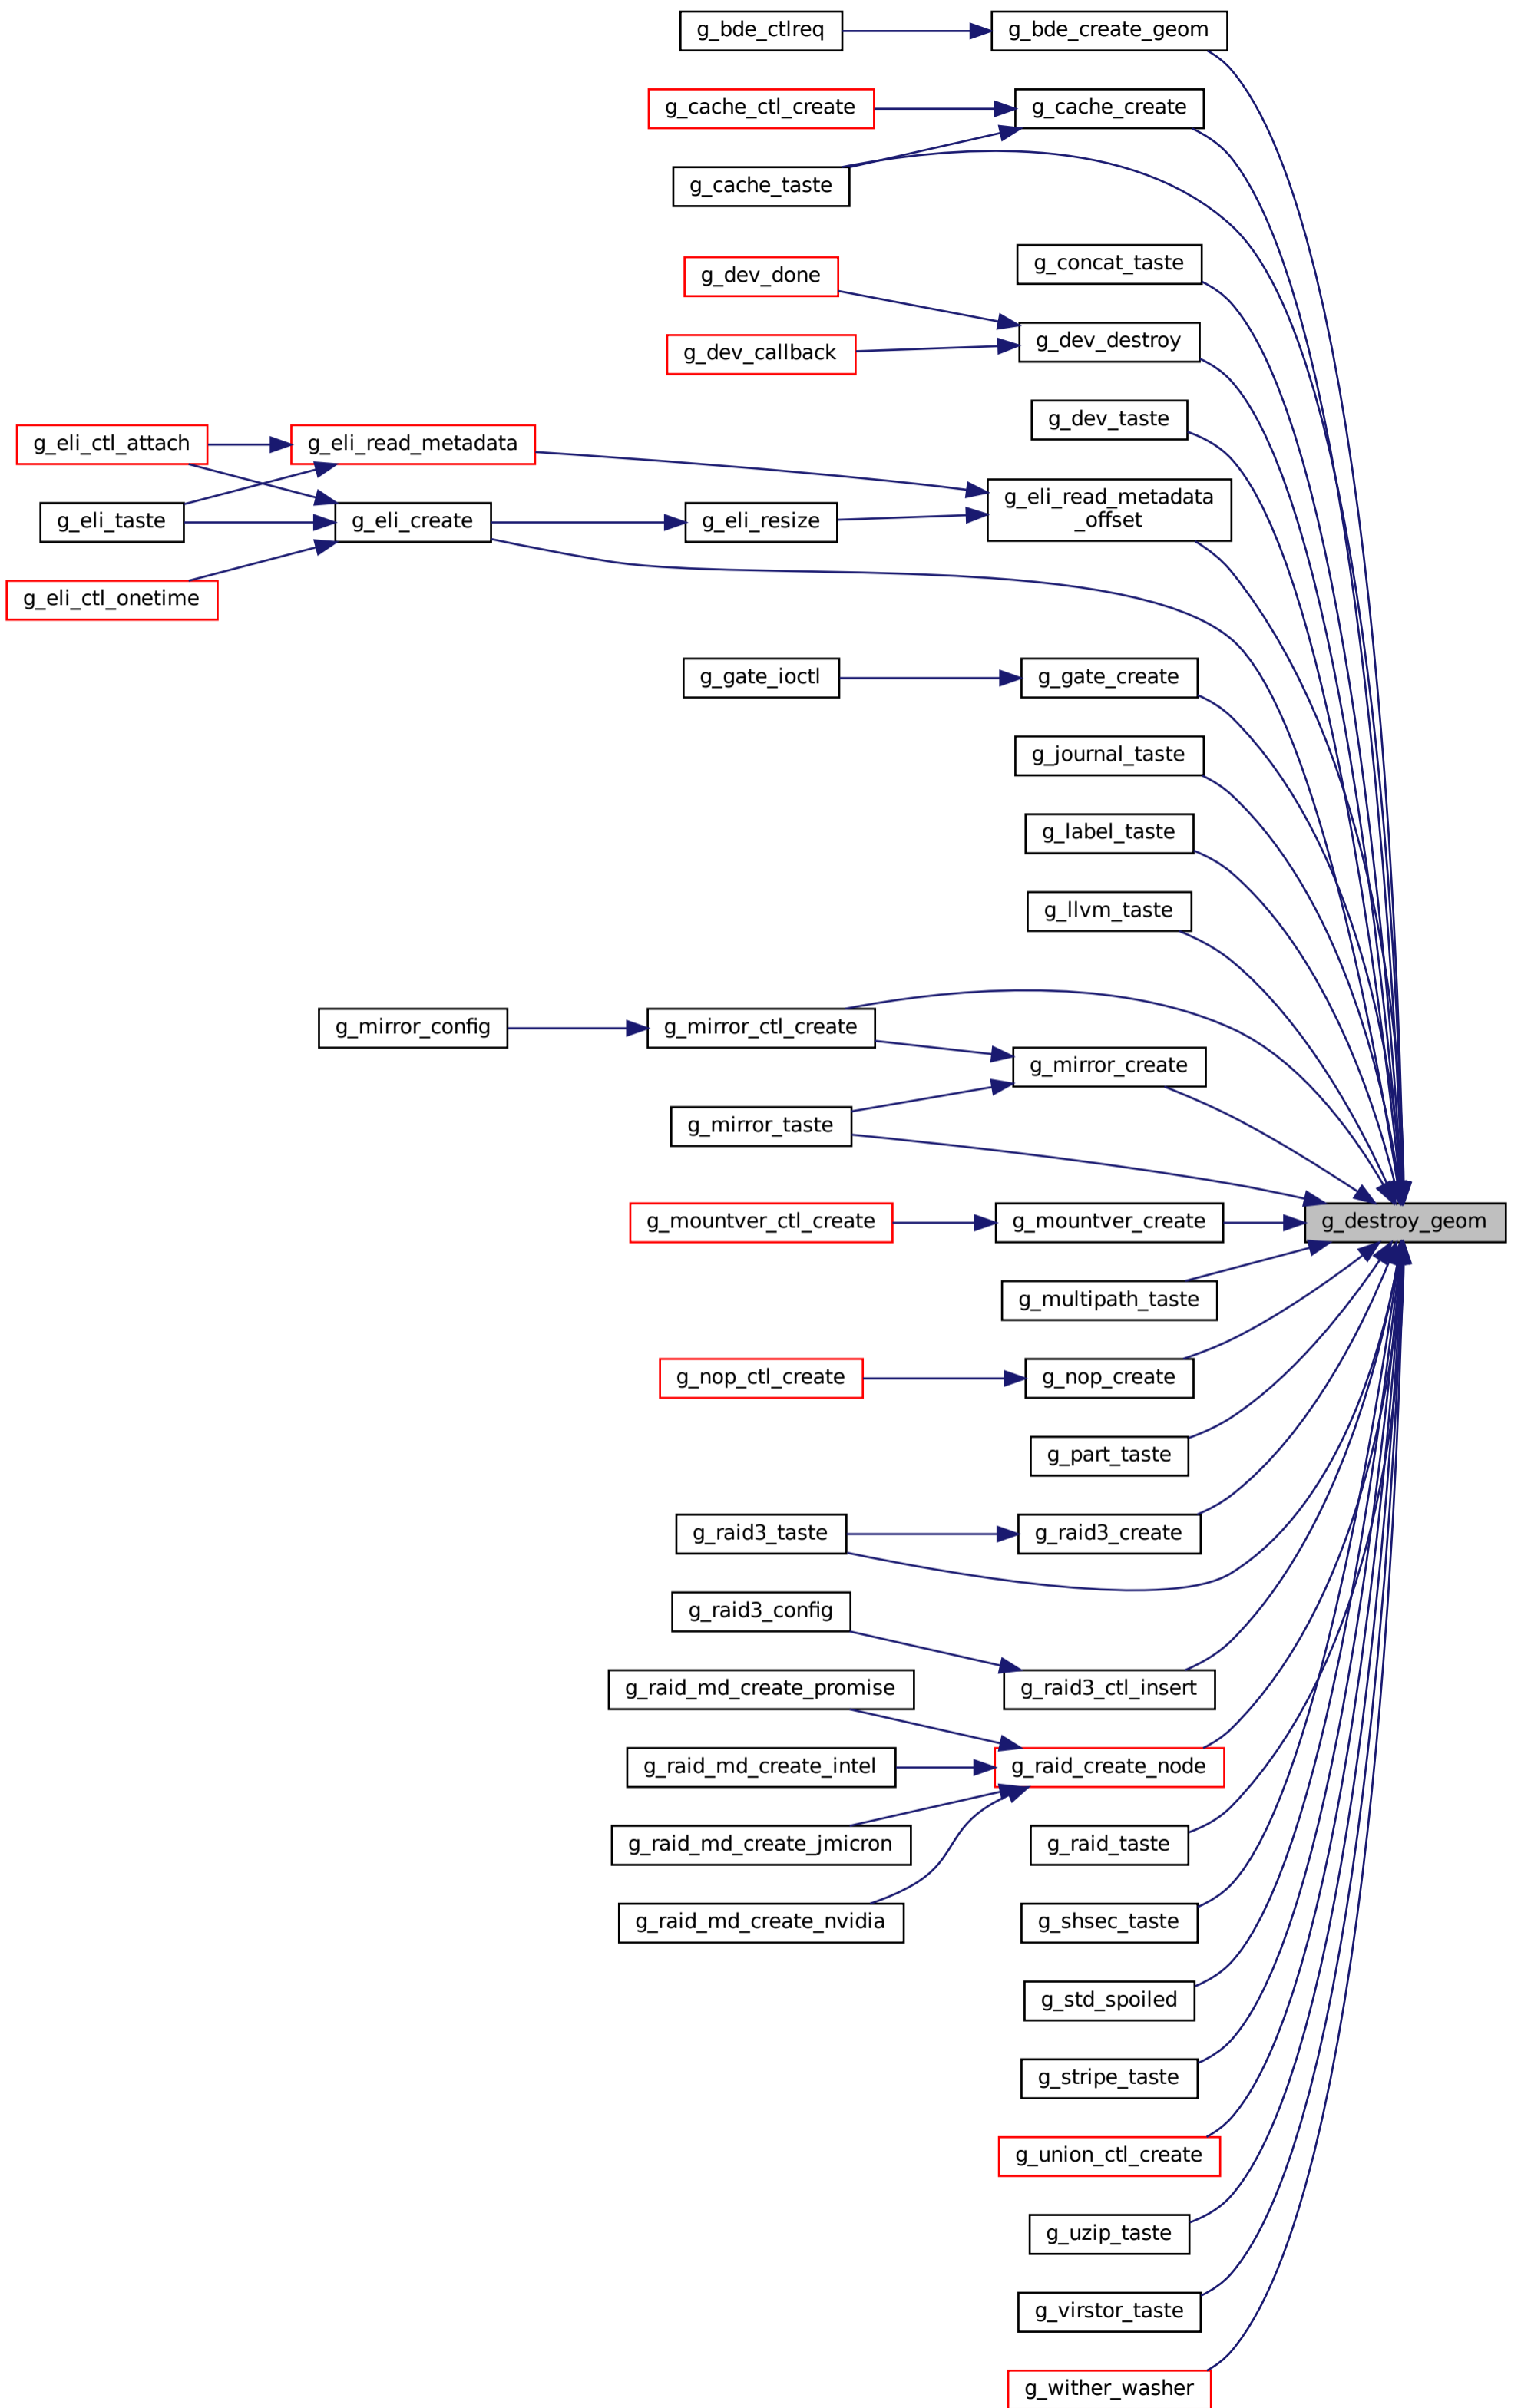 g_bde_ctlreq
g_bde_create_geom
g_cache_ctl_create
g_cache_create
g_cache_taste
g_concat_taste
g_dev_done
g_dev_destroy
g_dev_callback
g_dev_taste
g_eli_ctl_attach
g_eli_read_metadata
g_eli_read_metadata
_offset
g_eli_taste
g_eli_create
g_eli_resize
g_eli_ctl_onetime
g_gate_ioctl
g_gate_create
g_journal_taste
g_label_taste
g_llvm_taste
g_mirror_config
g_mirror_ctl_create
g_mirror_create
g_mirror_taste
g_mountver_ctl_create
g_mountver_create
g_destroy_geom
g_multipath_taste
g_nop_ctl_create
g_nop_create
g_part_taste
g_raid3_taste
g_raid3_create
g_raid3_config
g_raid_md_create_promise
g_raid3_ctl_insert
g_raid_md_create_intel
g_raid_create_node
g_raid_md_create_jmicron
g_raid_taste
g_raid_md_create_nvidia
g_shsec_taste
g_std_spoiled
g_stripe_taste
g_union_ctl_create
g_uzip_taste
g_virstor_taste
g_wither_washer